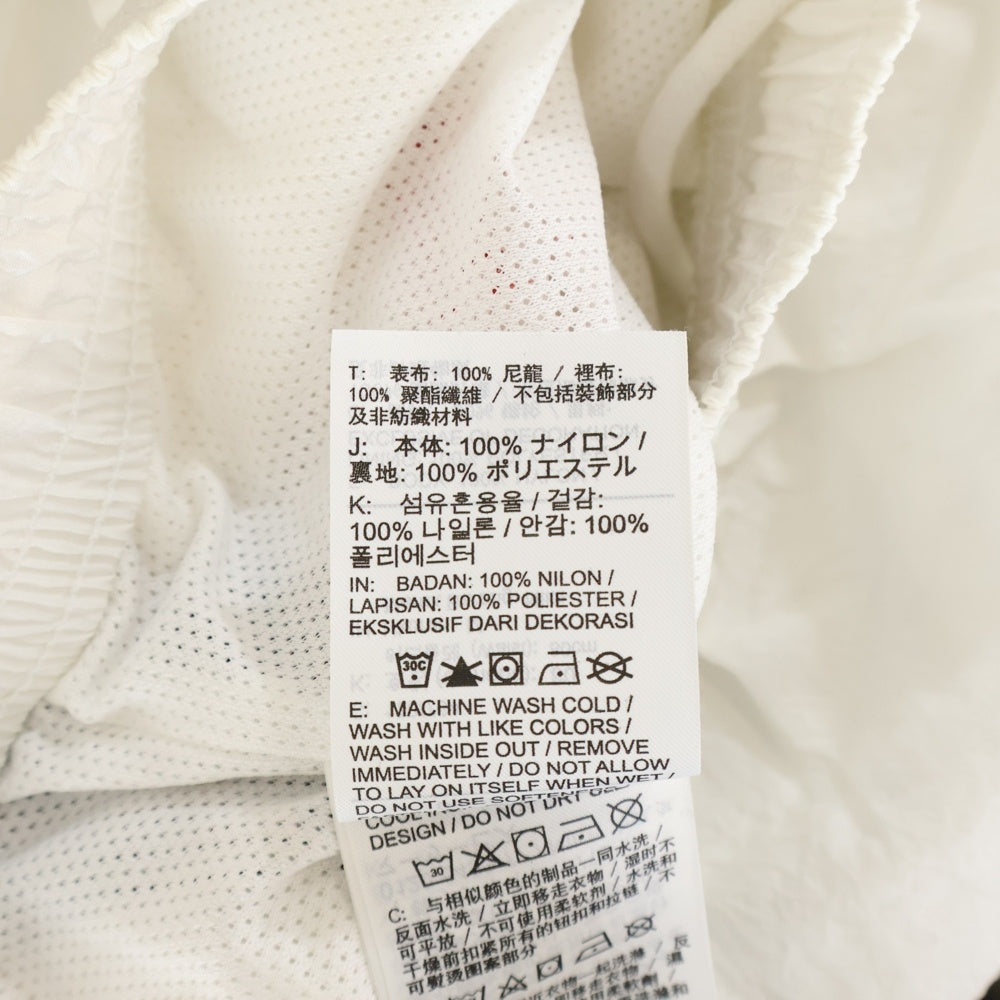 T: 表布: 100% 尼龍 / 裡布:
100% 聚酯纖維 / 不包括裝飾部分
及非紡織材料
J: 本体: 100% ナイロン /
裏地: 100% ポリエステル
K: 섬유혼용율 / 겉감:
100% 나일론 / 안감: 100%
폴리에스터
IN: BADAN: 100% NILON /
LAPISAN: 100% POLIESTER /
EKSKLUSIF DARI DEKORASI
30C
E: MACHINE WASH COLD /
WASH WITH LIKE COLORS /
WASH INSIDE OUT / REMOVE
IMMEDIATELY / DO NOT ALLOW
TO LAY ON ITSELF WHEN WET /
DO NOT USE SOFTENER
DESIGN / DO NOT DRY
30
C: 与相似颜色的制品一同水洗 /
反面水洗 / 立即移走衣物 / 湿时不
可平放 / 不可使用柔软剂 / 水洗和
干燥前扣紧所有的钮扣和拉链 / 不
可熨烫图案部分